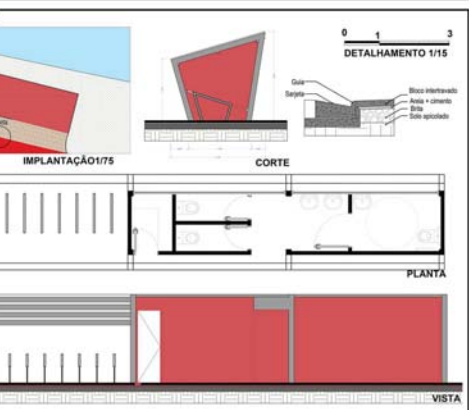 0 1 3
DETALHAMENTO 1/15
Guia
Sarjeta
Bloco intertravado
Areia + cimento
Brita
Solo apicolado
IMPLANTAÇÃO1/75
CORTE
PLANTA
VISTA